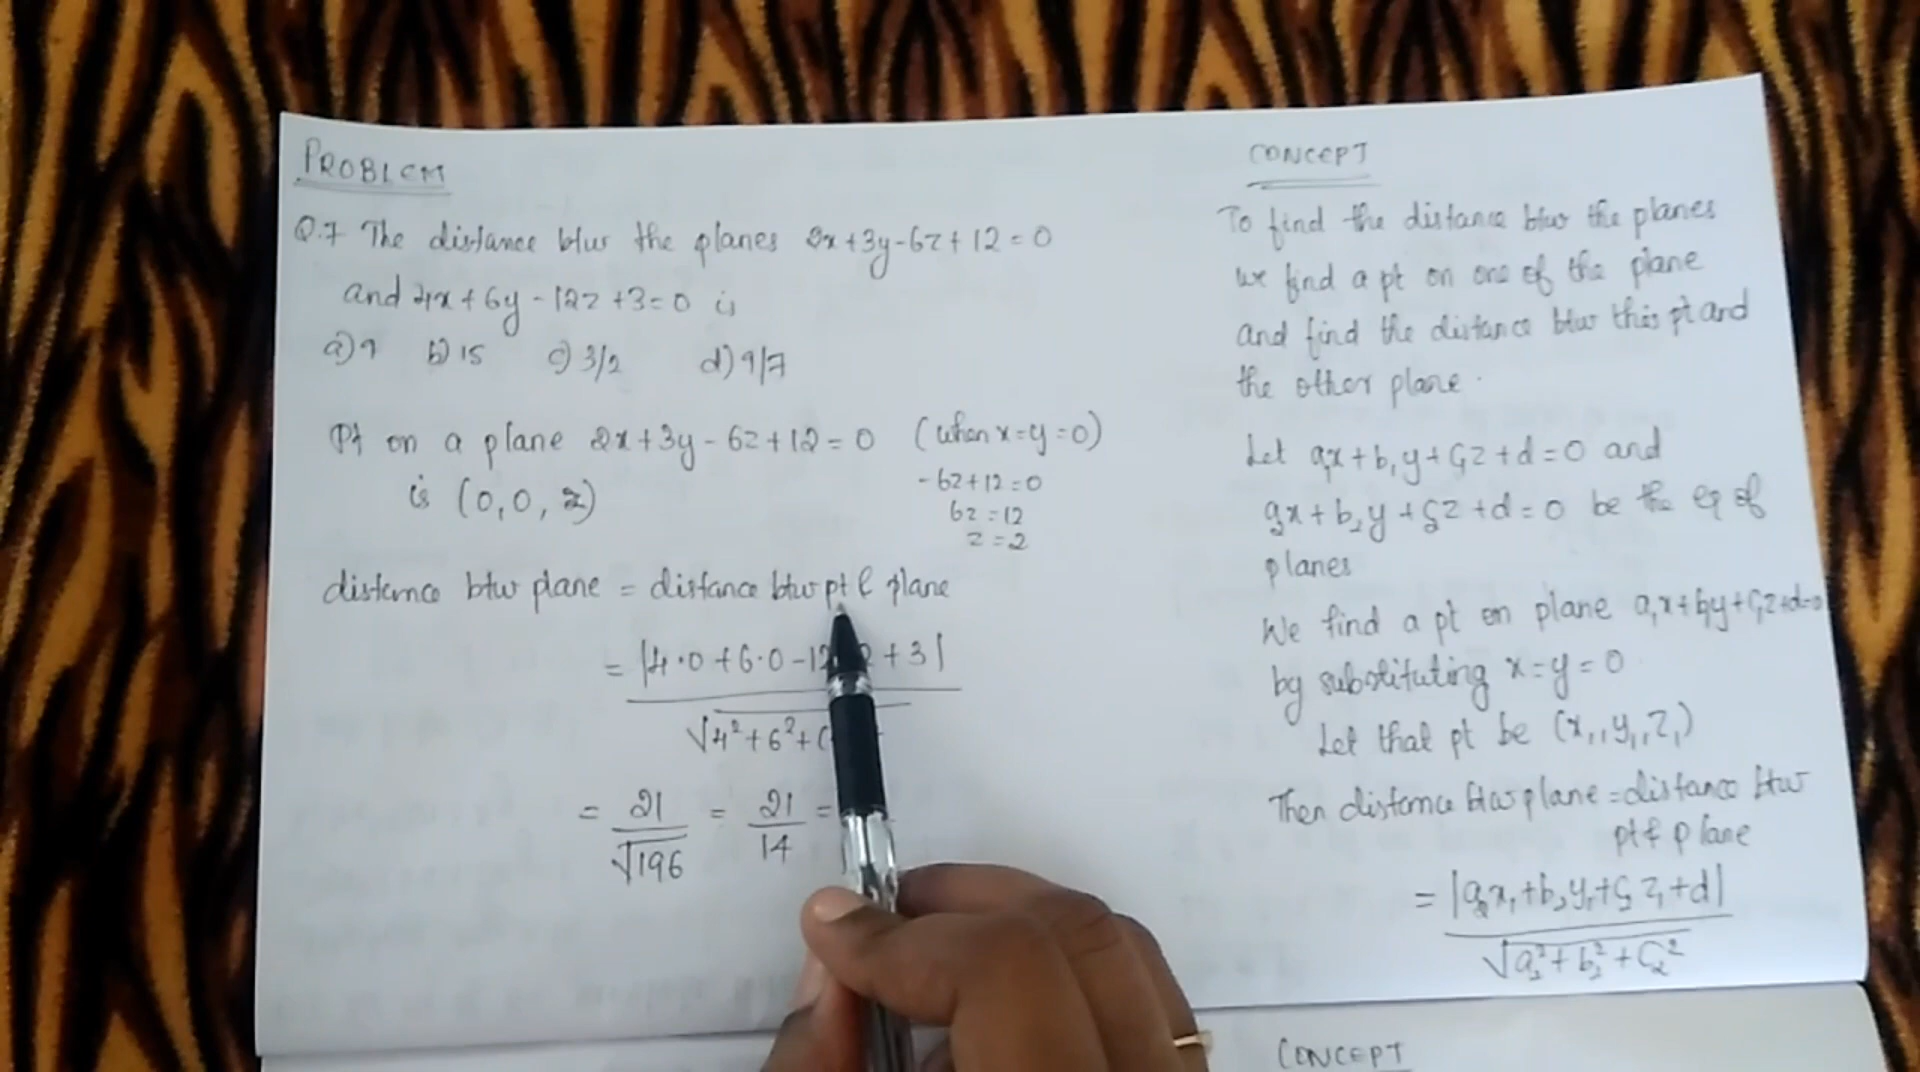 PROBLEM
Q.7 The distance btw the planes 2x+3y-6z+12=0
and 4x+6y-12z+3=0 is
a) 9 b) 15 c) 3/2 d) 9/7
Pt on a plane 2x+3y-6z+12=0 (when x=y=0)
is (0,0,2)
-6z+12=0
6z=12
z=2
distance btw plane = distance btw pt & plane
= |4·0+6·0-12 2+3|
√4²+6²+(
= 21/√196 = 21/14 =
CONCEPT
To find the distance btw the planes
we find a pt on one of the plane
and find the distance btw this pt and
the other plane.
Let a₁x+b₁y+c₁z+d=0 and
a₂x+b₂y+c₂z+d=0 be the eq of
planes
We find a pt on plane a₁x+b₁y+c₁z+d=0
by substituting x=y=0
Let that pt be (x₁,y₁,z₁)
Then distance btw plane=distance btw
pt & plane
= |a₂x₁+b₂y₁+c₂z₁+d|
√a₂²+b₂²+c₂²
CONCEPT